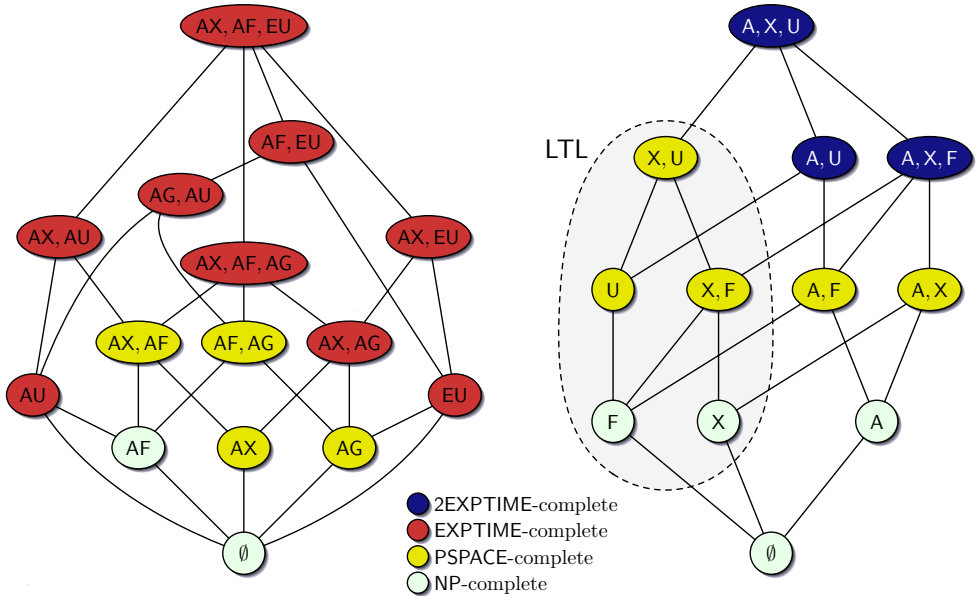 AX, AF, EU
A, X, U
AF, EU
LTL
X, U
A, U
A, X, F
AG, AU
AX, AU
AX, EU
AX, AF, AG
U
X, F
A, F
A, X
AX, AF
AF, AG
AX, AG
AU
EU
F
X
A
AF
AX
AG
2EXPTIME-complete
EXPTIME-complete
PSPACE-complete
NP-complete
∅
∅